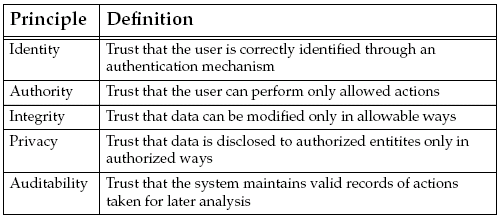 Principle Definition
Identity Trust that the user is correctly identified through an
authentication mechanism
Authority Trust that the user can perform only allowed actions
Integrity Trust that data can be modified only in allowable ways
Privacy Trust that data is disclosed to authorized entitites only in
authorized ways
Auditability Trust that the system maintains valid records of actions
taken for later analysis